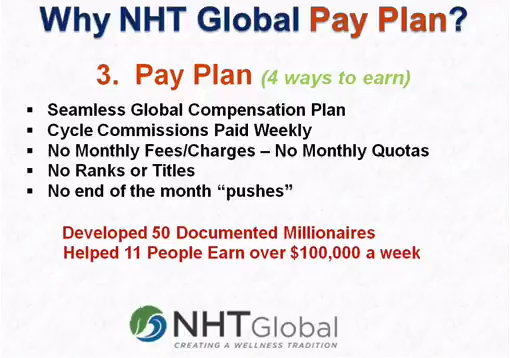 Why NHT Global Pay Plan?
3. Pay Plan (4 ways to earn)
▪ Seamless Global Compensation Plan
▪ Cycle Commissions Paid Weekly
▪ No Monthly Fees/Charges – No Monthly Quotas
▪ No Ranks or Titles
▪ No end of the month “pushes”
Developed 50 Documented Millionaires
Helped 11 People Earn over $100,000 a week
NHT Global
CREATING A WELLNESS TRADITION